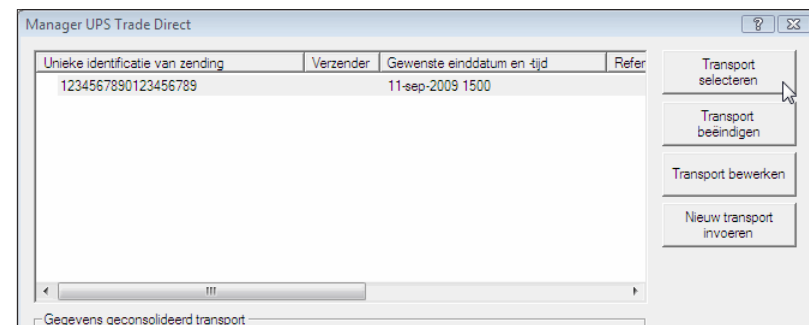 Manager UPS Trade Direct
Unieke identificatie van zending Verzender Gewenste einddatum en -tijd Refer
1234567890123456789 11-sep-2009 1500
Transport
selecteren
Transport
beëindigen
Transport bewerken
Nieuw transport
invoeren
Gegevens geconsolideerd transport